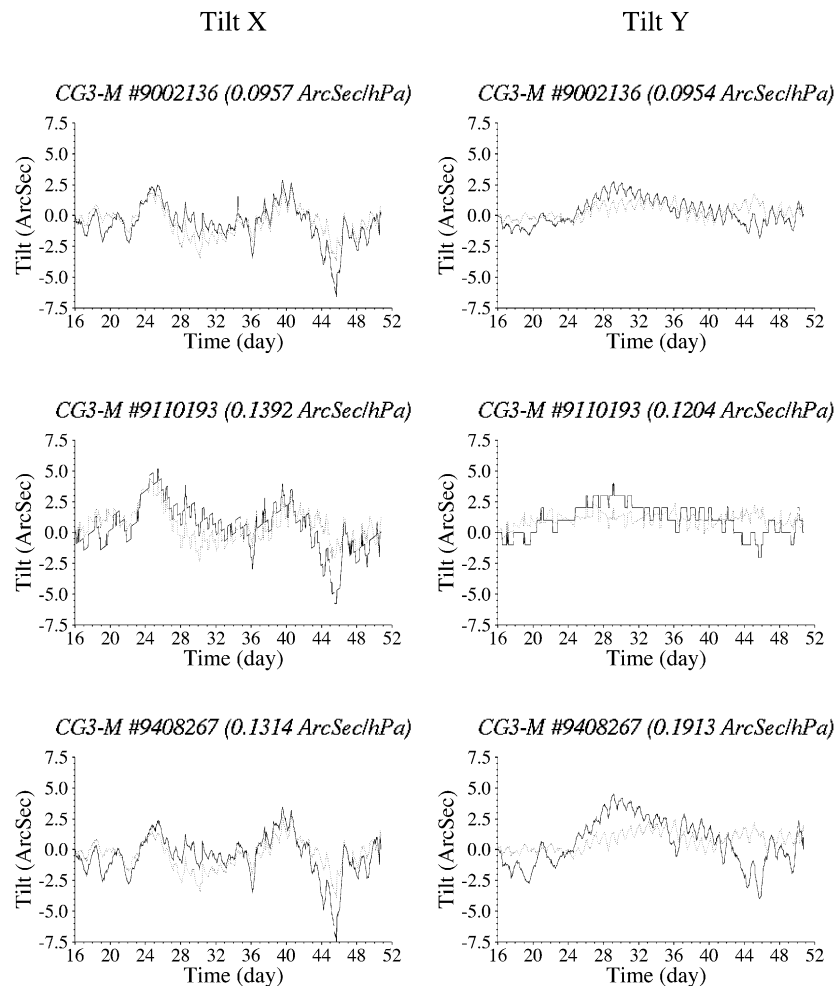 Tilt X
Tilt Y
CG3-M #9002136 (0.0957 ArcSec/hPa)
7.5
5.0
2.5
0.0
-2.5
-5.0
-7.5
Tilt (ArcSec)
16 20 24 28 32 36 40 44 48 52
Time (day)
CG3-M #9002136 (0.0954 ArcSec/hPa)
7.5
5.0
2.5
0.0
-2.5
-5.0
-7.5
Tilt (ArcSec)
16 20 24 28 32 36 40 44 48 52
Time (day)
CG3-M #9110193 (0.1392 ArcSec/hPa)
7.5
5.0
2.5
0.0
-2.5
-5.0
-7.5
Tilt (ArcSec)
16 20 24 28 32 36 40 44 48 52
Time (day)
CG3-M #9110193 (0.1204 ArcSec/hPa)
7.5
5.0
2.5
0.0
-2.5
-5.0
-7.5
Tilt (ArcSec)
16 20 24 28 32 36 40 44 48 52
Time (day)
CG3-M #9408267 (0.1314 ArcSec/hPa)
7.5
5.0
2.5
0.0
-2.5
-5.0
-7.5
Tilt (ArcSec)
16 20 24 28 32 36 40 44 48 52
Time (day)
CG3-M #9408267 (0.1913 ArcSec/hPa)
7.5
5.0
2.5
0.0
-2.5
-5.0
-7.5
Tilt (ArcSec)
16 20 24 28 32 36 40 44 48 52
Time (day)